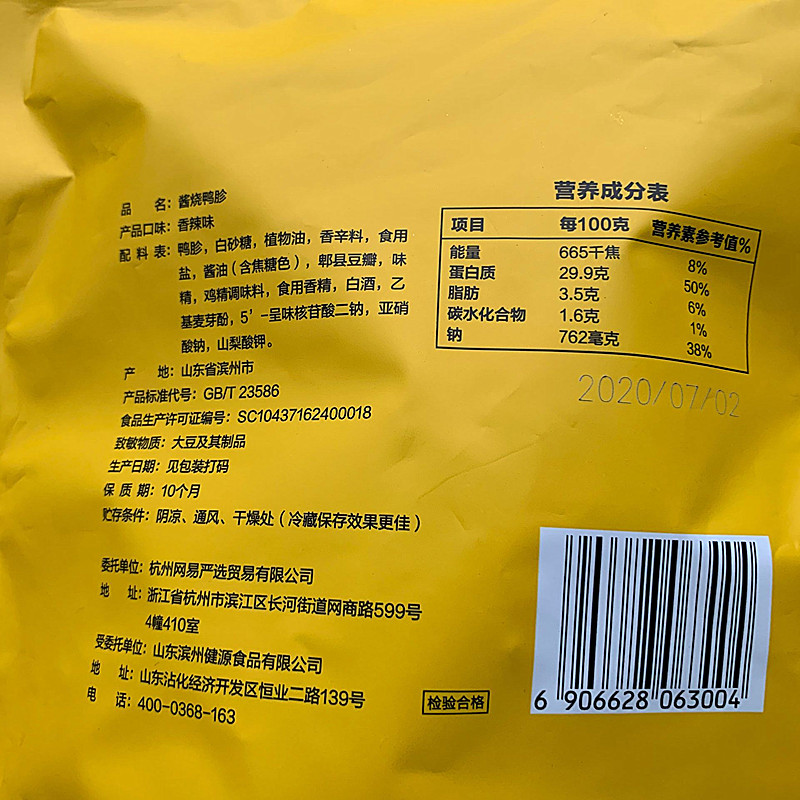 品 名：酱烧鸭胗
产品口味：香辣味
配 料 表：鸭胗，白砂糖，植物油，香辛料，食用
盐，酱油（含焦糖色），郫县豆瓣，味
精，鸡精调味料，食用香精，白酒，乙
基麦芽酚，5’-呈味核苷酸二钠，亚硝
酸钠，山梨酸钾。
产 地：山东省滨州市
产品标准代号：GB/T 23586
食品生产许可证编号：SC10437162400018
致敏物质：大豆及其制品
生产日期：见包装打码
保 质 期：10个月
贮存条件：阴凉、通风、干燥处（冷藏保存效果更佳）
委托单位：杭州网易严选贸易有限公司
地 址：浙江省杭州市滨江区长河街道网商路599号
4幢410室
受委托单位：山东滨州健源食品有限公司
地 址：山东沾化经济开发区恒业二路139号
电 话：400-0368-163
营养成分表
项目 每100克 营养素参考值%
能量 665千焦 8%
蛋白质 29.9克 50%
脂肪 3.5克 6%
碳水化合物 1.6克 1%
钠 762毫克 38%
2020/07/02
检验合格
6 906628 063004